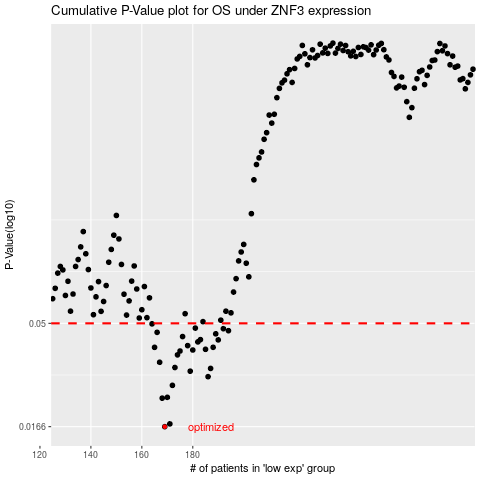 Cumulative P-Value plot for OS under ZNF3 expression
P-Value(log10)
0.05
0.0166
optimized
120 140 160 180
# of patients in 'low exp' group